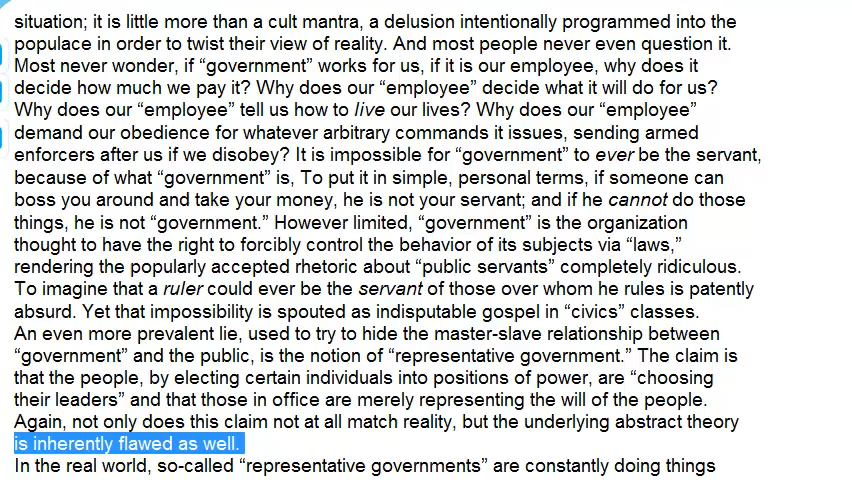 situation; it is little more than a cult mantra, a delusion intentionally programmed into the
populace in order to twist their view of reality. And most people never even question it.
Most never wonder, if “government” works for us, if it is our employee, why does it
decide how much we pay it? Why does our “employee” decide what it will do for us?
Why does our “employee” tell us how to live our lives? Why does our “employee”
demand our obedience for whatever arbitrary commands it issues, sending armed
enforcers after us if we disobey? It is impossible for “government” to ever be the servant,
because of what “government” is, To put it in simple, personal terms, if someone can
boss you around and take your money, he is not your servant; and if he cannot do those
things, he is not “government.” However limited, “government” is the organization
thought to have the right to forcibly control the behavior of its subjects via “laws,”
rendering the popularly accepted rhetoric about “public servants” completely ridiculous.
To imagine that a ruler could ever be the servant of those over whom he rules is patently
absurd. Yet that impossibility is spouted as indisputable gospel in “civics” classes.
An even more prevalent lie, used to try to hide the master-slave relationship between
“government” and the public, is the notion of “representative government.” The claim is
that the people, by electing certain individuals into positions of power, are “choosing
their leaders” and that those in office are merely representing the will of the people.
Again, not only does this claim not at all match reality, but the underlying abstract theory
is inherently flawed as well.
In the real world, so-called “representative governments” are constantly doing things